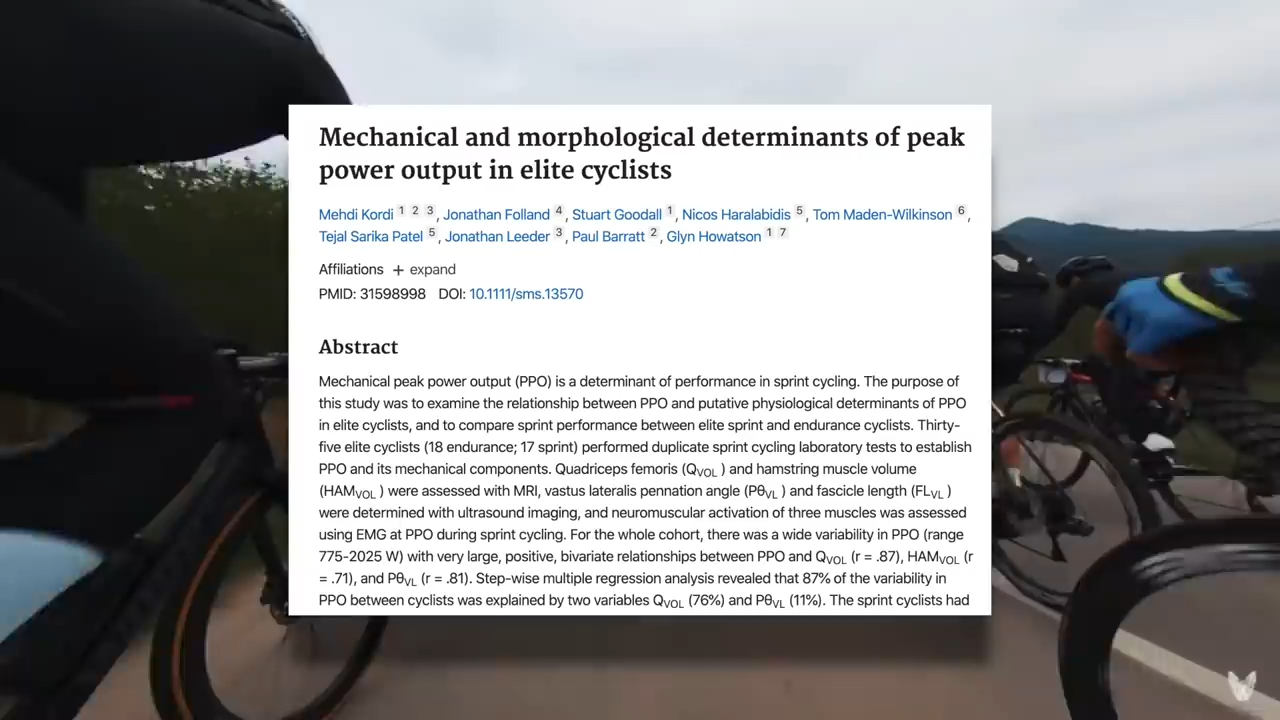 Mechanical and morphological determinants of peak
power output in elite cyclists
Mehdi Kordi 1 2 3, Jonathan Folland 4, Stuart Goodall 1, Nicos Haralabidis 5, Tom Maden-Wilkinson 6,
Tejal Sarika Patel 5, Jonathan Leeder 3, Paul Barratt 2, Glyn Howatson 1 7
Affiliations + expand
PMID: 31598998 DOI: 10.1111/sms.13570
Abstract
Mechanical peak power output (PPO) is a determinant of performance in sprint cycling. The purpose of
this study was to examine the relationship between PPO and putative physiological determinants of PPO
in elite cyclists, and to compare sprint performance between elite sprint and endurance cyclists. Thirty-
five elite cyclists (18 endurance; 17 sprint) performed duplicate sprint cycling laboratory tests to establish
PPO and its mechanical components. Quadriceps femoris (QVOL ) and hamstring muscle volume
(HAMVOL ) were assessed with MRI, vastus lateralis pennation angle (PθVL ) and fascicle length (FLVL )
were determined with ultrasound imaging, and neuromuscular activation of three muscles was assessed
using EMG at PPO during sprint cycling. For the whole cohort, there was a wide variability in PPO (range
775-2025 W) with very large, positive, bivariate relationships between PPO and QVOL (r = .87), HAMVOL (r
= .71), and PθVL (r = .81). Step-wise multiple regression analysis revealed that 87% of the variability in
PPO between cyclists was explained by two variables QVOL (76%) and PθVL (11%). The sprint cyclists had